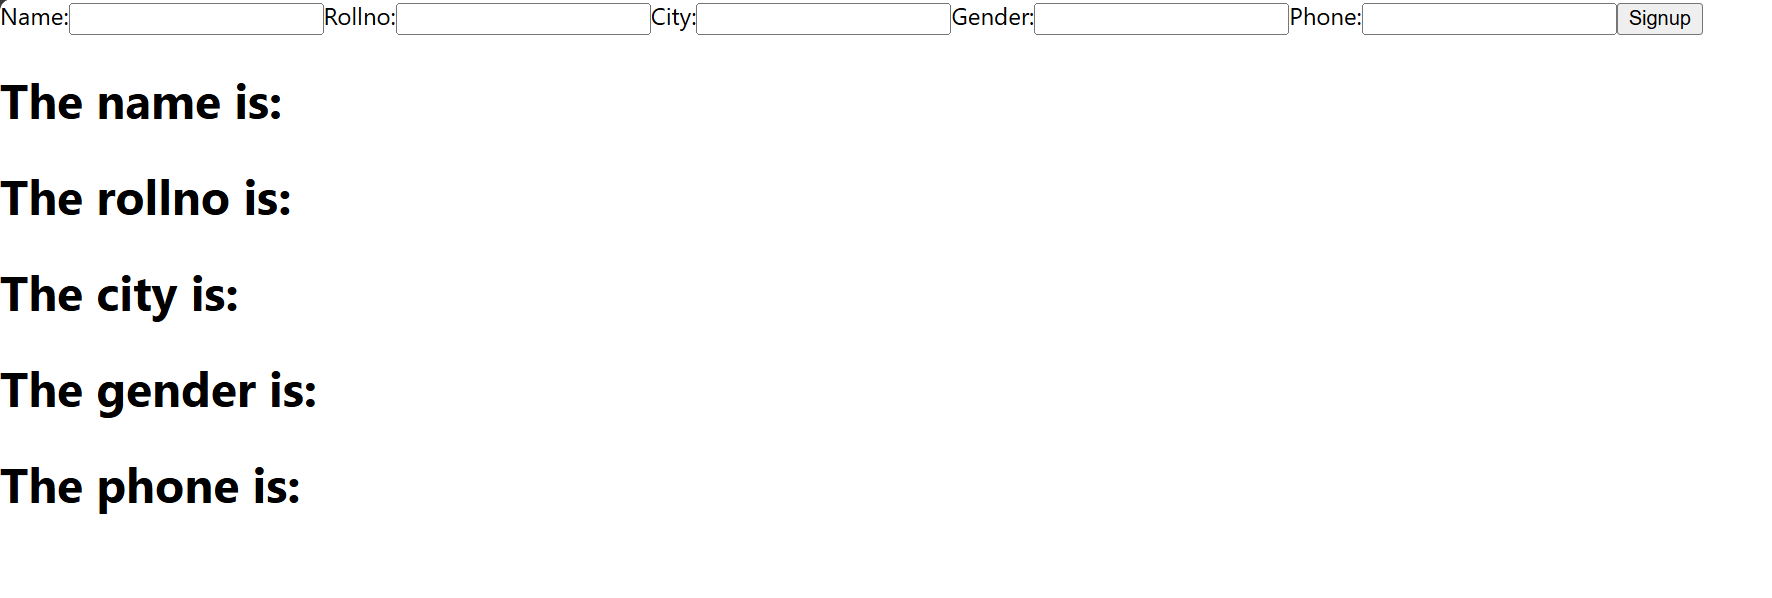 Name: Rollno: City: Gender: Phone: Signup
The name is:
The rollno is:
The city is:
The gender is:
The phone is: